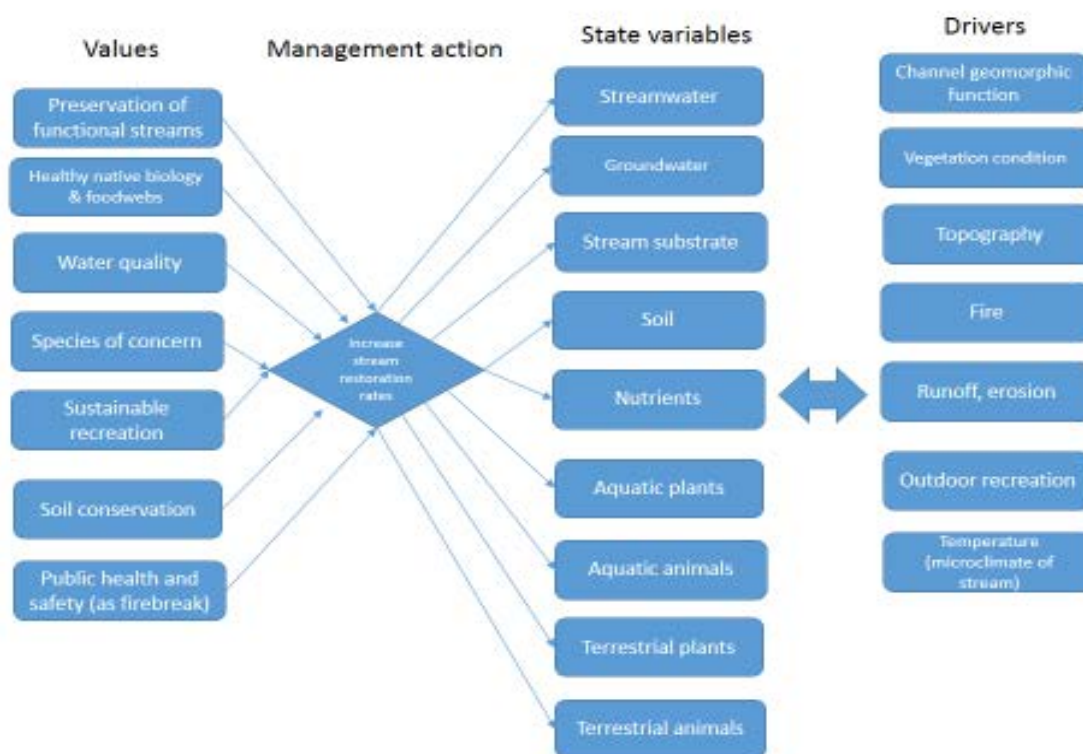 Values
Management action
State variables
Drivers
Preservation of
functional streams
Healthy native biology
& foodwebs
Water quality
Species of concern
Sustainable
recreation
Soil conservation
Public health and
safety (as firebreak)
Increase
stream
restoration
rates
Streamwater
Groundwater
Stream substrate
Soil
Nutrients
Aquatic plants
Aquatic animals
Terrestrial plants
Terrestrial animals
Channel geomorphic
function
Vegetation condition
Topography
Fire
Runoff, erosion
Outdoor recreation
Temperature
(microclimate of
stream)